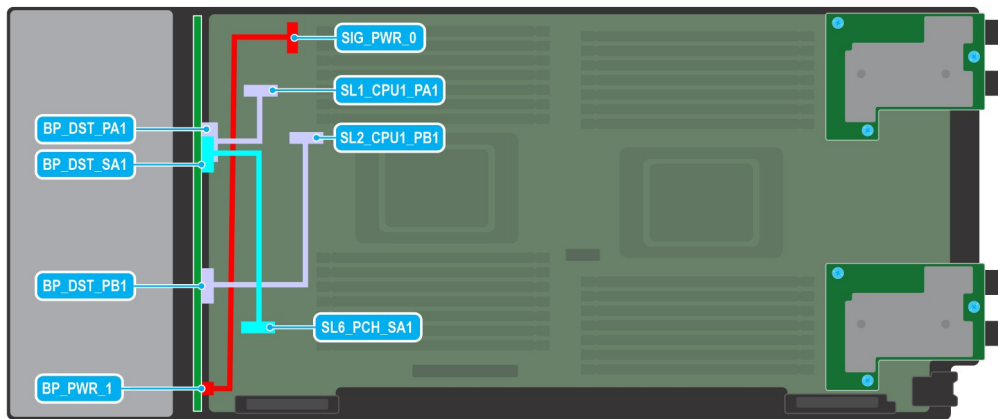 SIG_PWR_0
SL1_CPU1_PA1
BP_DST_PA1
SL2_CPU1_PB1
BP_DST_SA1
BP_DST_PB1
SL6_PCH_SA1
BP_PWR_1